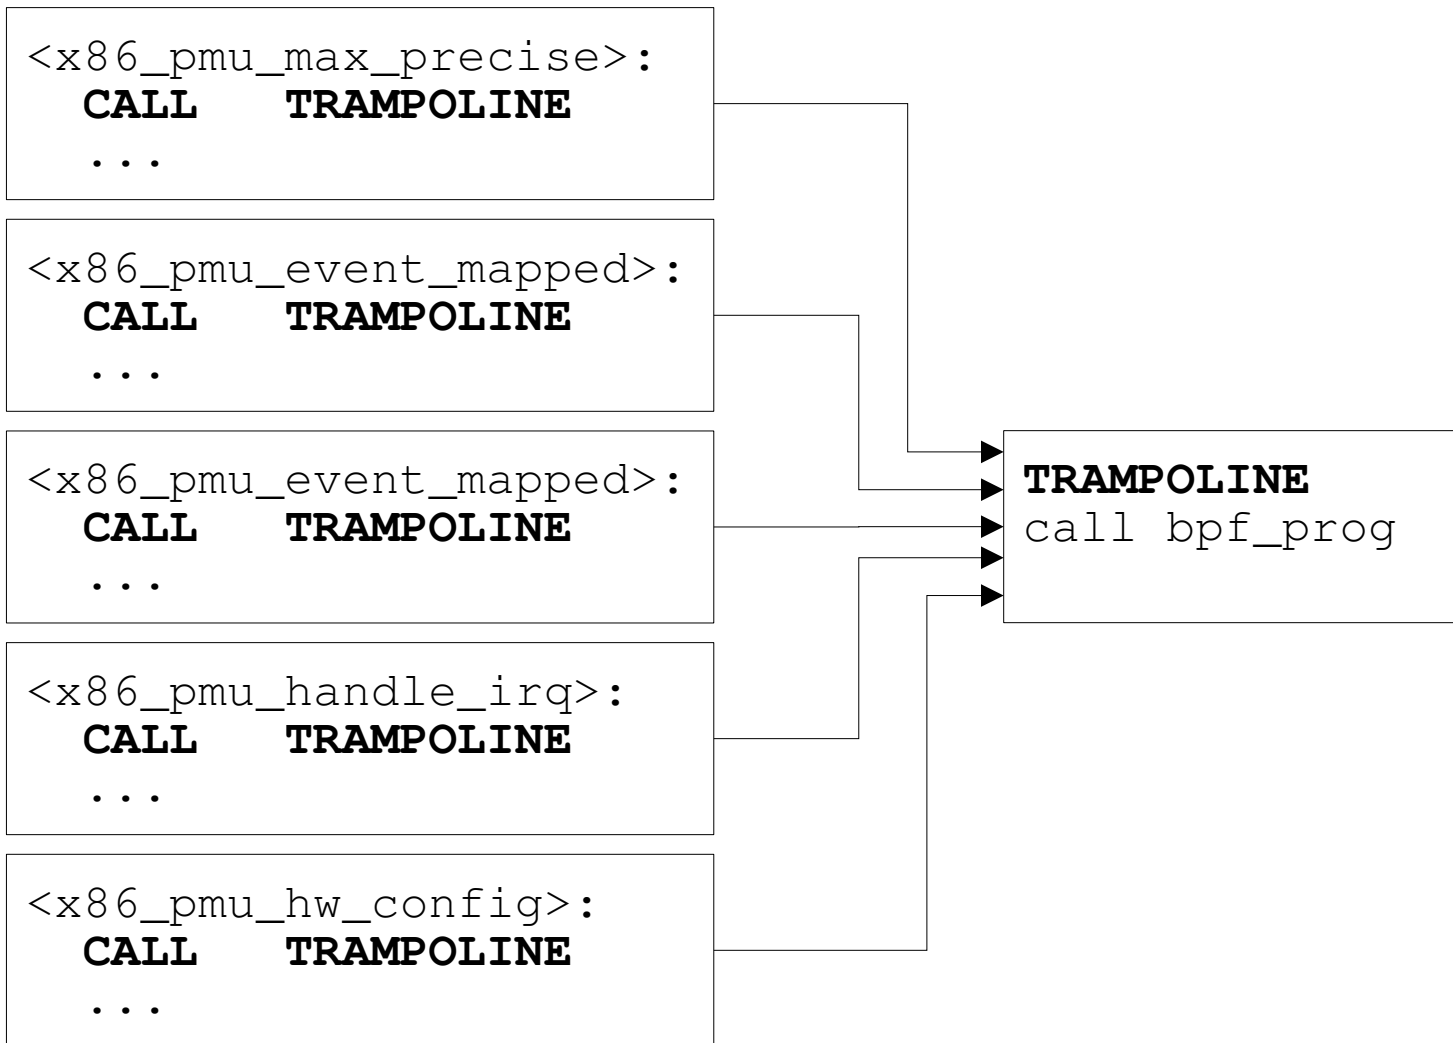 <x86_pmu_max_precise>:
CALL TRAMPOLINE
...
<x86_pmu_event_mapped>:
CALL TRAMPOLINE
...
<x86_pmu_event_mapped>:
CALL TRAMPOLINE
...
<x86_pmu_handle_irq>:
CALL TRAMPOLINE
...
<x86_pmu_hw_config>:
CALL TRAMPOLINE
...
TRAMPOLINE
call bpf_prog